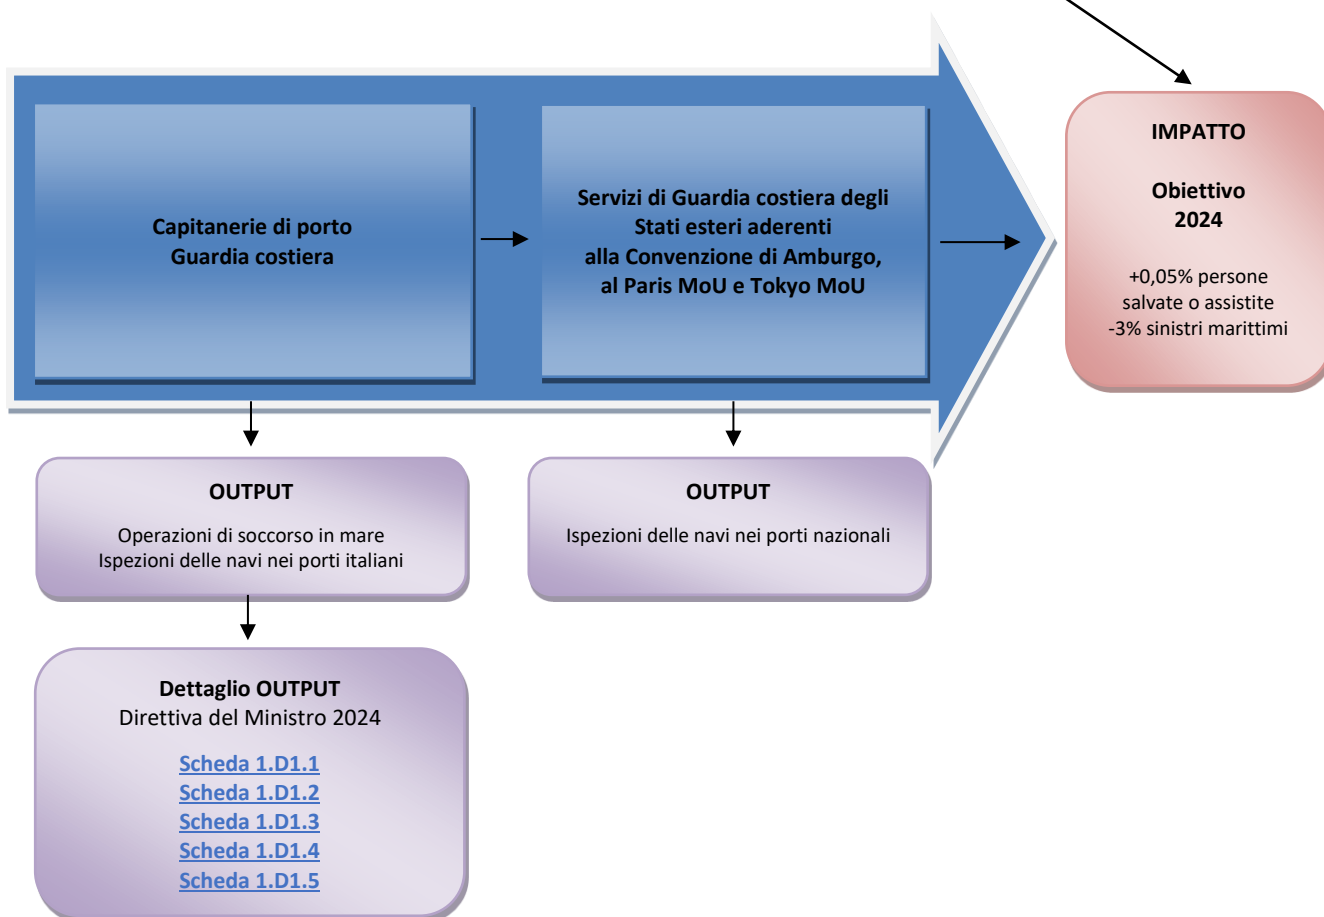 Capitanerie di porto
Guardia costiera
Servizi di Guardia costiera degli
Stati esteri aderenti
alla Convenzione di Amburgo,
al Paris MoU e Tokyo MoU
IMPATTO
Obiettivo
2024
+0,05% persone
salvate o assistite
-3% sinistri marittimi
OUTPUT
Operazioni di soccorso in mare
Ispezioni delle navi nei porti italiani
OUTPUT
Ispezioni delle navi nei porti nazionali
Dettaglio OUTPUT
Direttiva del Ministro 2024
Scheda 1.D1.1
Scheda 1.D1.2
Scheda 1.D1.3
Scheda 1.D1.4
Scheda 1.D1.5